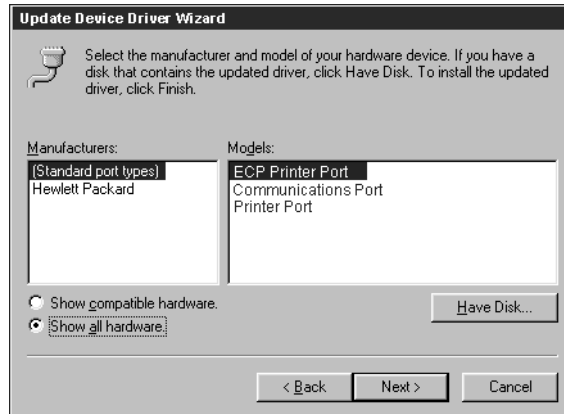 Update Device Driver Wizard
Select the manufacturer and model of your hardware device. If you have a
disk that contains the updated driver, click Have Disk. To install the updated
driver, click Finish.
Manufacturers:
(Standard port types)
Hewlett Packard
Models:
ECP Printer Port
Communications Port
Printer Port
Show compatible hardware.
Show all hardware.
Have Disk...
< Back
Next >
Cancel